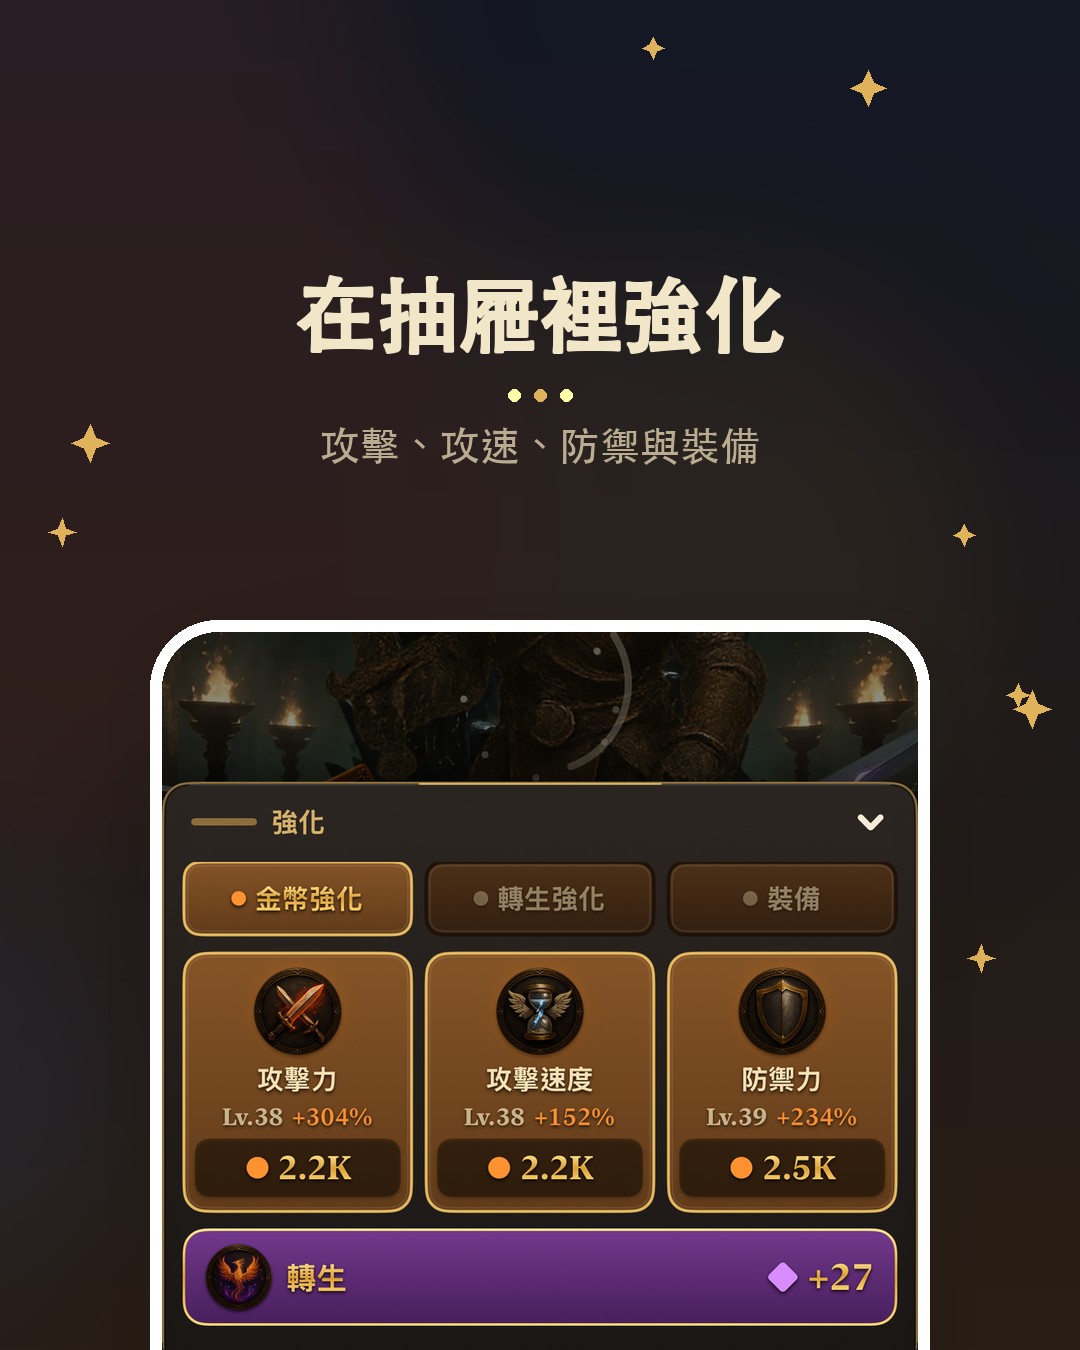 在抽屜裡強化
攻擊、攻速、防禦與裝備
強化
金幣強化
轉生強化
裝備
攻擊力
Lv.38 +304%
2.2K
攻擊速度
Lv.38 +152%
2.2K
防禦力
Lv.39 +234%
2.5K
轉生
+27